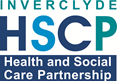 INVERCLYDE
HSCP
Health and Social
Care Partnership